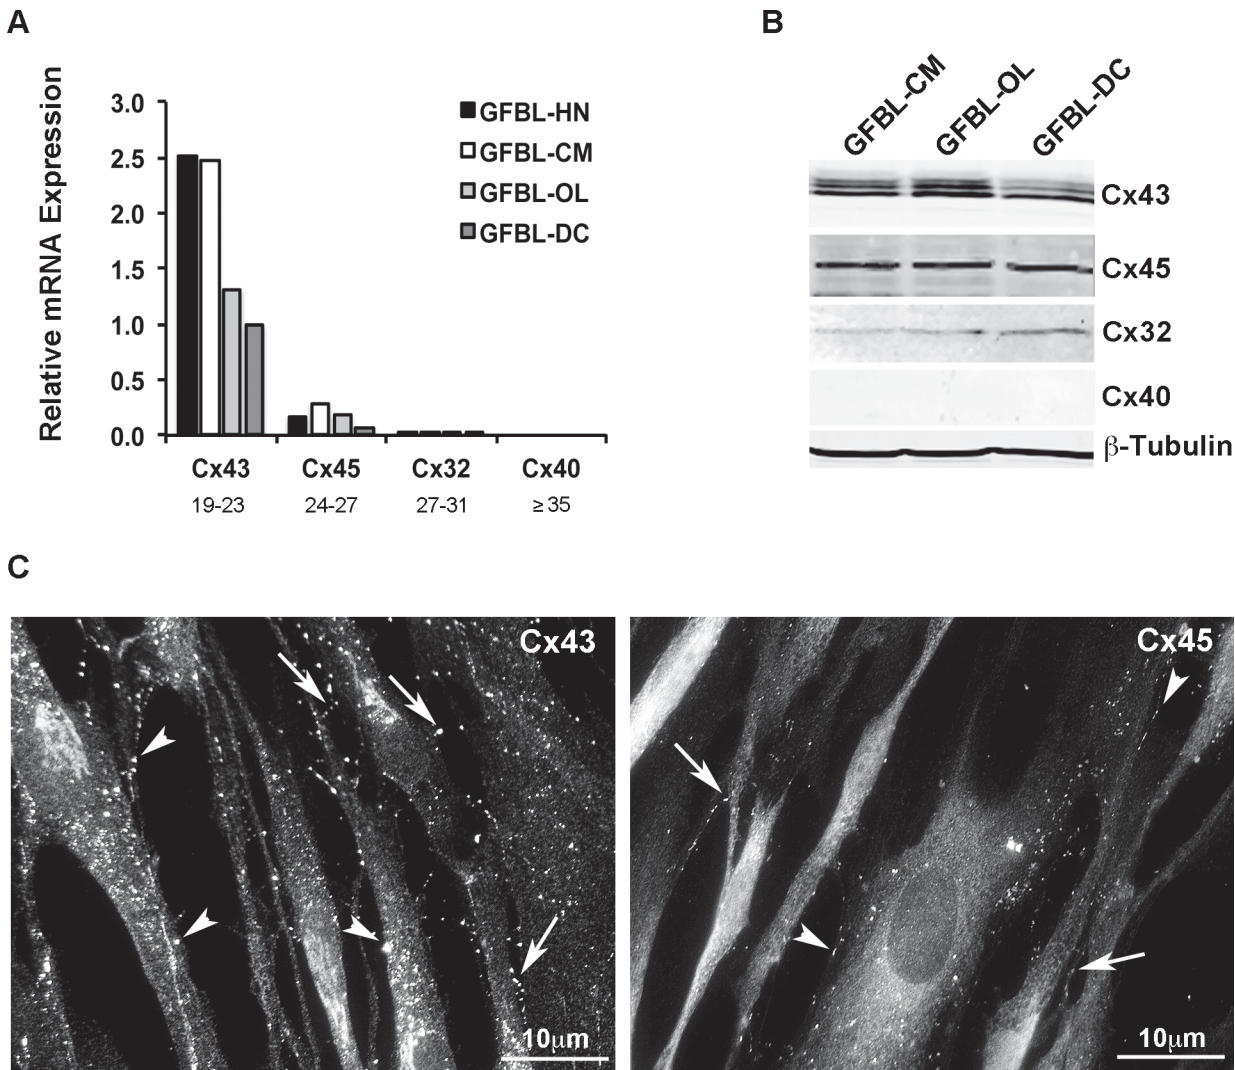 A
Relative mRNA Expression
3.0
2.5
2.0
1.5
1.0
0.5
0.0
GFBL-HN
GFBL-CM
GFBL-OL
GFBL-DC
Cx43 Cx45 Cx32 Cx40
19-23 24-27 27-31 ≥ 35
B
GFBL-CM
GFBL-OL
GFBL-DC
Cx43
Cx45
Cx32
Cx40
β-Tubulin
C
Cx43
10µm
Cx45
10µm